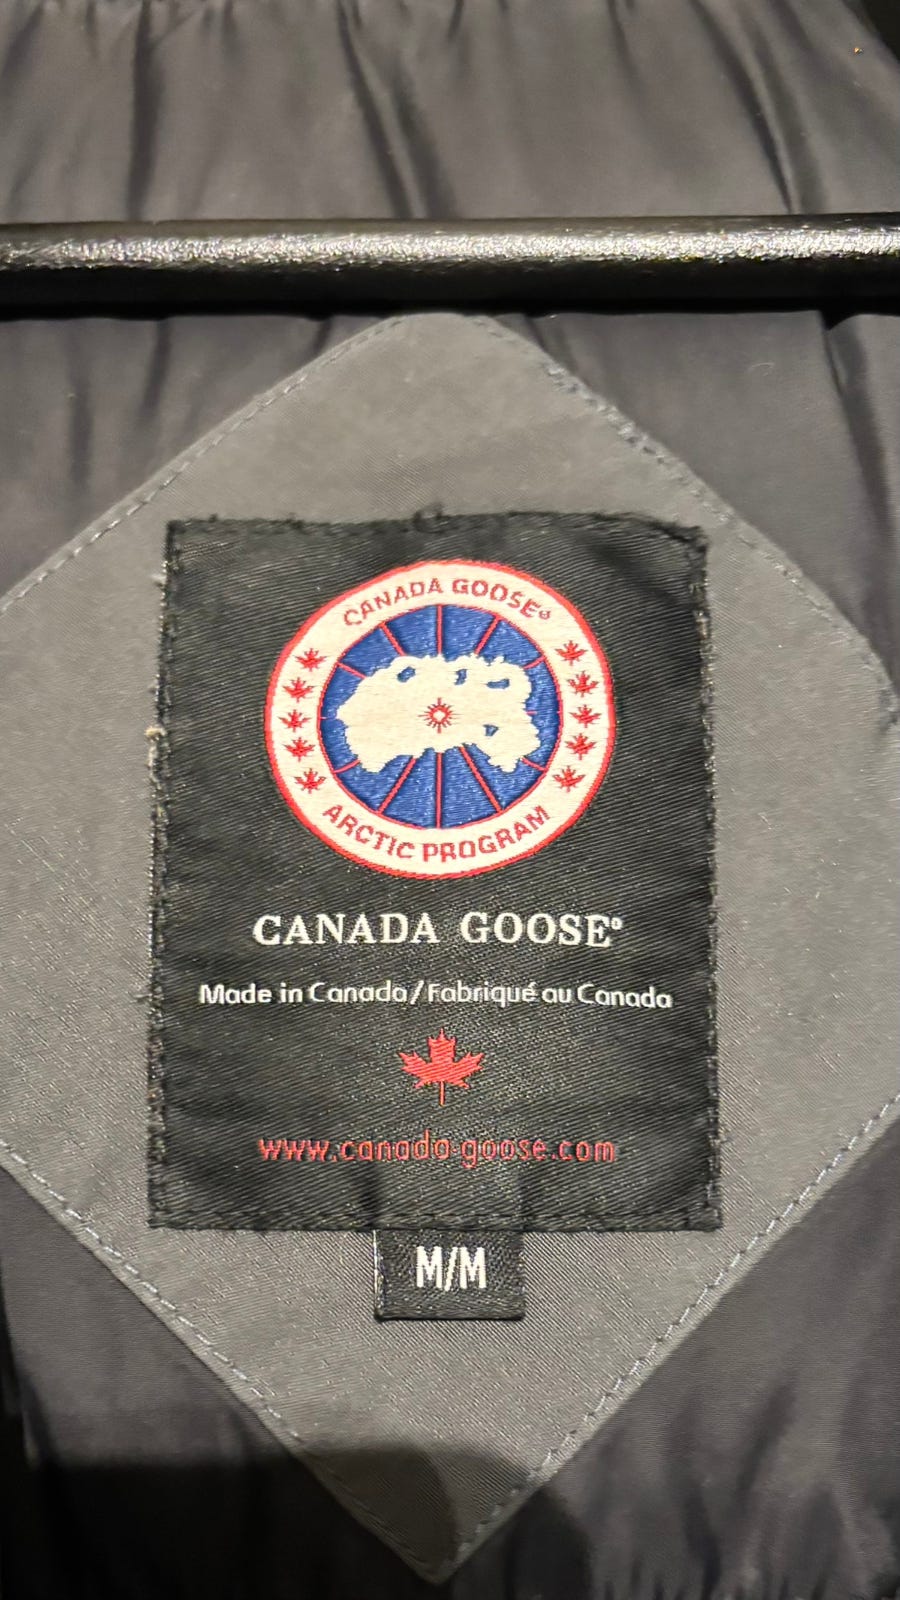 CANADA GOOSE®
ARCTIC PROGRAM
CANADA GOOSE®
Made in Canada/Fabriqué au Canada
www.canada-goose.com
M/M